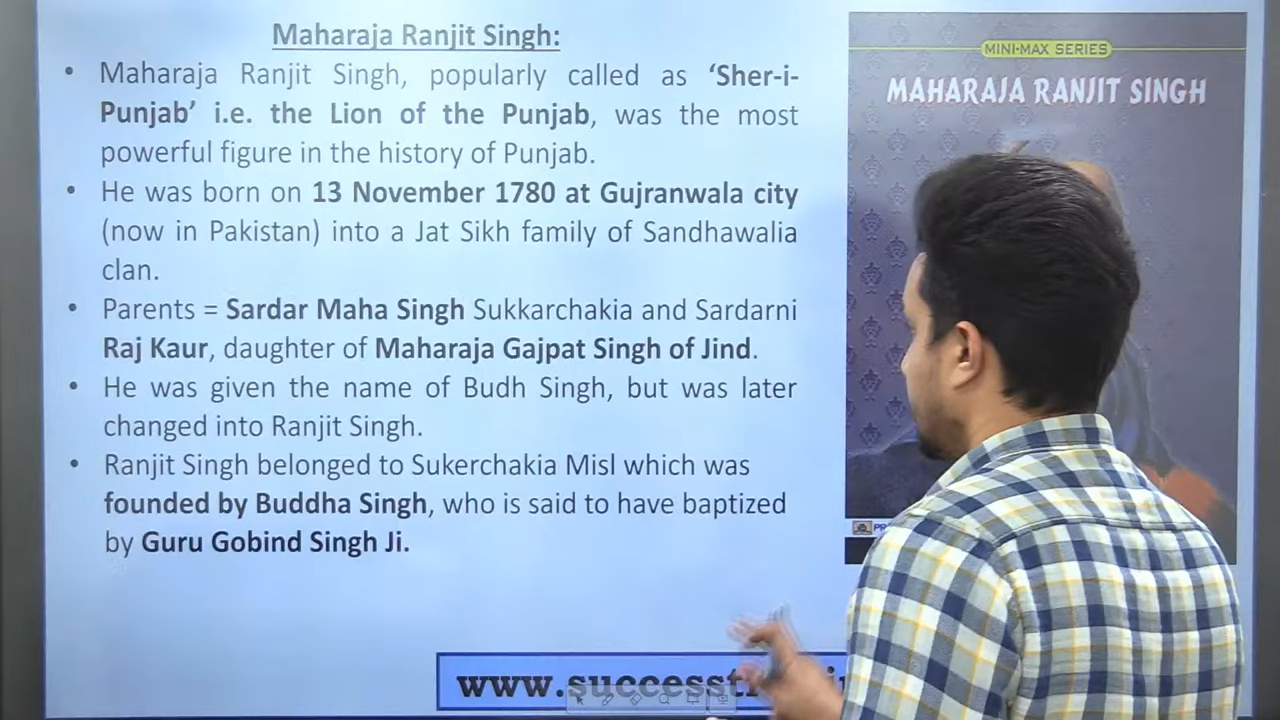 Maharaja Ranjit Singh:
• Maharaja Ranjit Singh, popularly called as ‘Sher-i-
Punjab’ i.e. the Lion of the Punjab, was the most
powerful figure in the history of Punjab.
• He was born on 13 November 1780 at Gujranwala city
(now in Pakistan) into a Jat Sikh family of Sandhawalia
clan.
• Parents = Sardar Maha Singh Sukkarchakia and Sardarni
Raj Kaur, daughter of Maharaja Gajpat Singh of Jind.
• He was given the name of Budh Singh, but was later
changed into Ranjit Singh.
• Ranjit Singh belonged to Sukerchakia Misl which was
founded by Buddha Singh, who is said to have baptized
by Guru Gobind Singh Ji.
MINI-MAX SERIES
MAHARAJA RANJIT SINGH